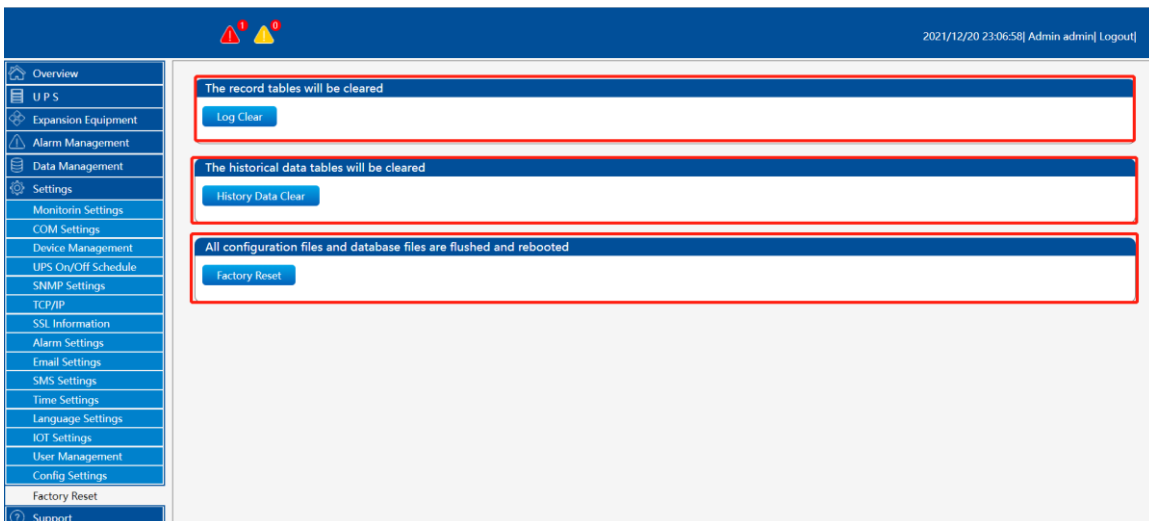 1 0
2021/12/20 23:06:58| Admin admin| Logout|
Overview
UPS
Expansion Equipment
Alarm Management
Data Management
Settings
Monitorin Settings
COM Settings
Device Management
UPS On/Off Schedule
SNMP Settings
TCP/IP
SSL Information
Alarm Settings
Email Settings
SMS Settings
Time Settings
Language Settings
IOT Settings
User Management
Config Settings
Factory Reset
Support
The record tables will be cleared
Log Clear
The historical data tables will be cleared
History Data Clear
All configuration files and database files are flushed and rebooted
Factory Reset